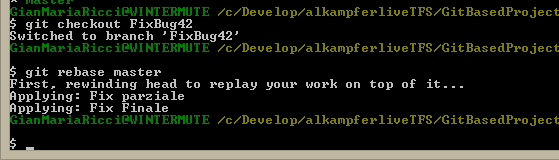 * master
GianMariaRicci@WINTERMUTE /c/Develop/alkampferliveTFS/GitBasedProject
$ git checkout FixBug42
Switched to branch 'FixBug42'
GianMariaRicci@WINTERMUTE /c/Develop/alkampferliveTFS/GitBasedProject
$ git rebase master
First, rewinding head to replay your work on top of it...
Applying: Fix parziale
Applying: Fix Finale
GianMariaRicci@WINTERMUTE /c/Develop/alkampferliveTFS/GitBasedProject
$ _